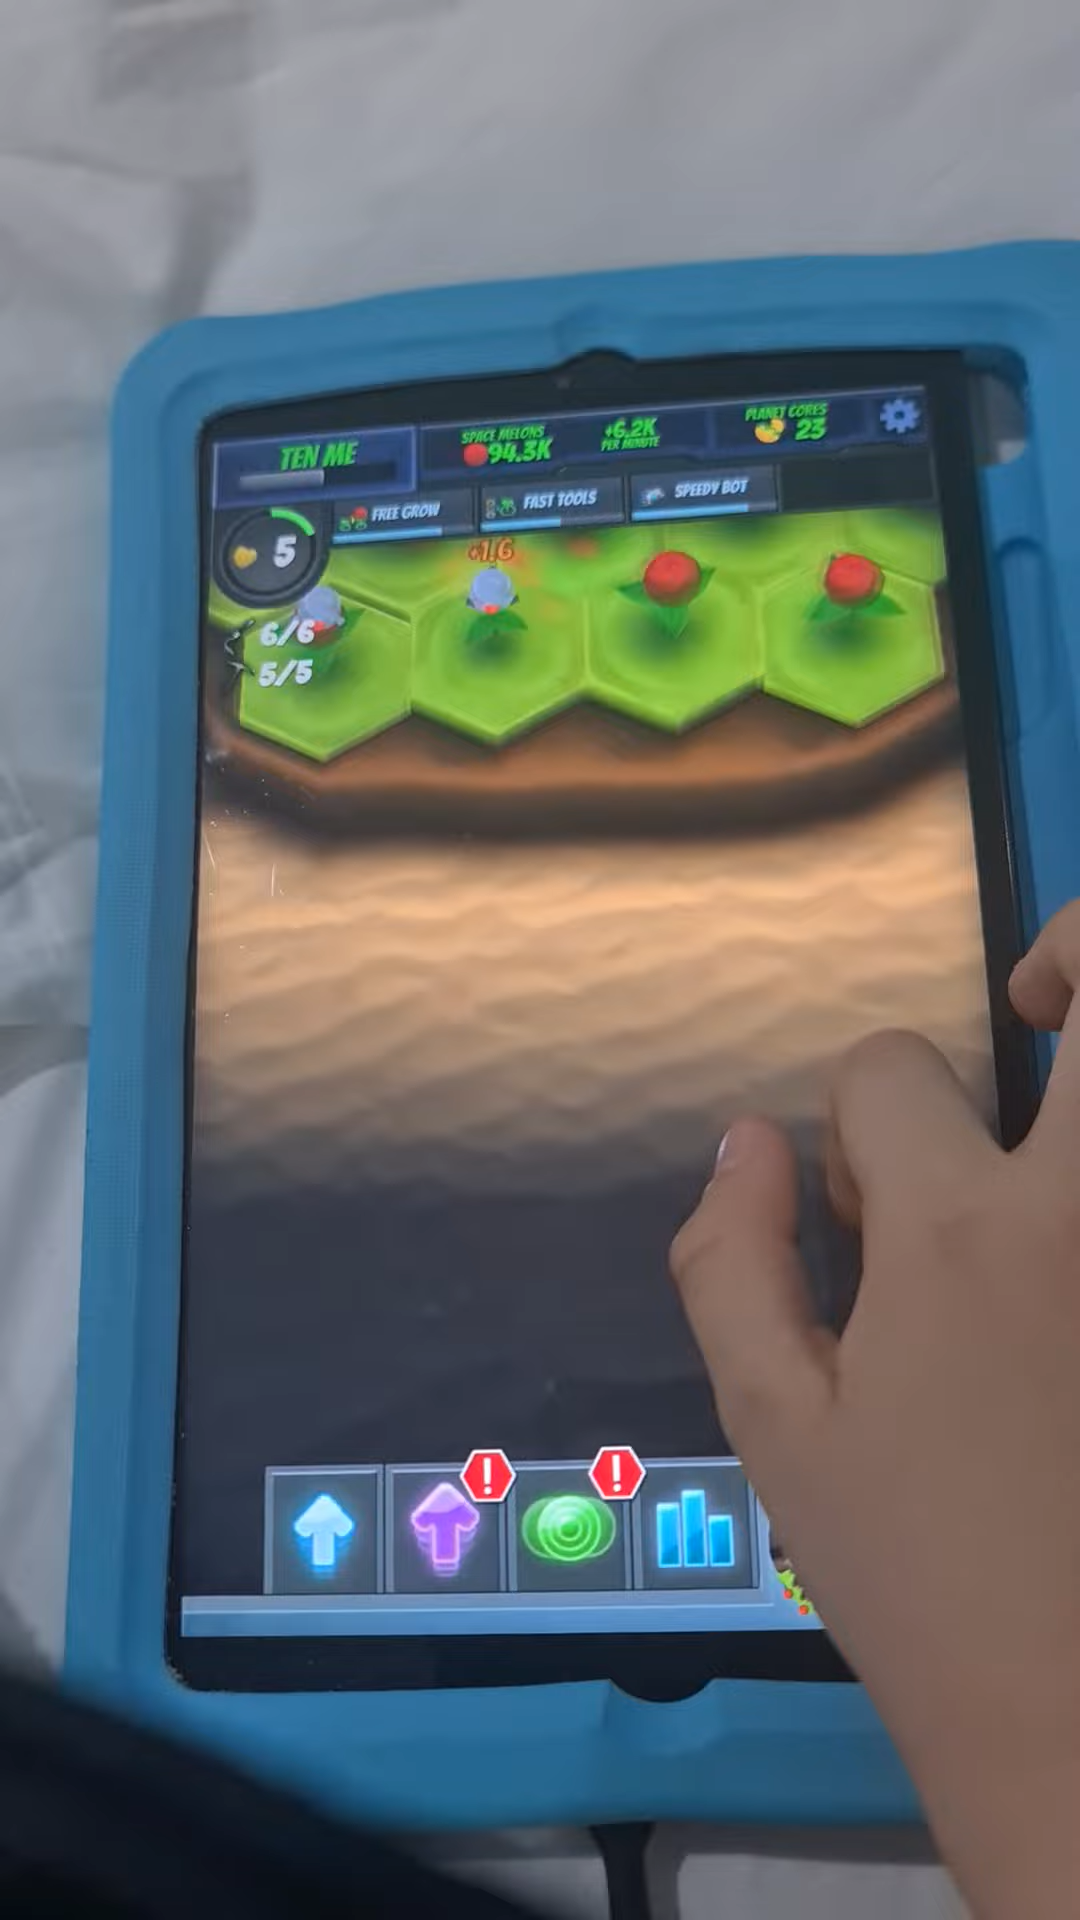 TEN ME
SPACE MELONS
94.3K
+6.2K
PER MINUTE
PLANET CORES
23
FREE GROW
FAST TOOLS
SPEEDY BOT
5
+1.6
6/6
5/5
!
!